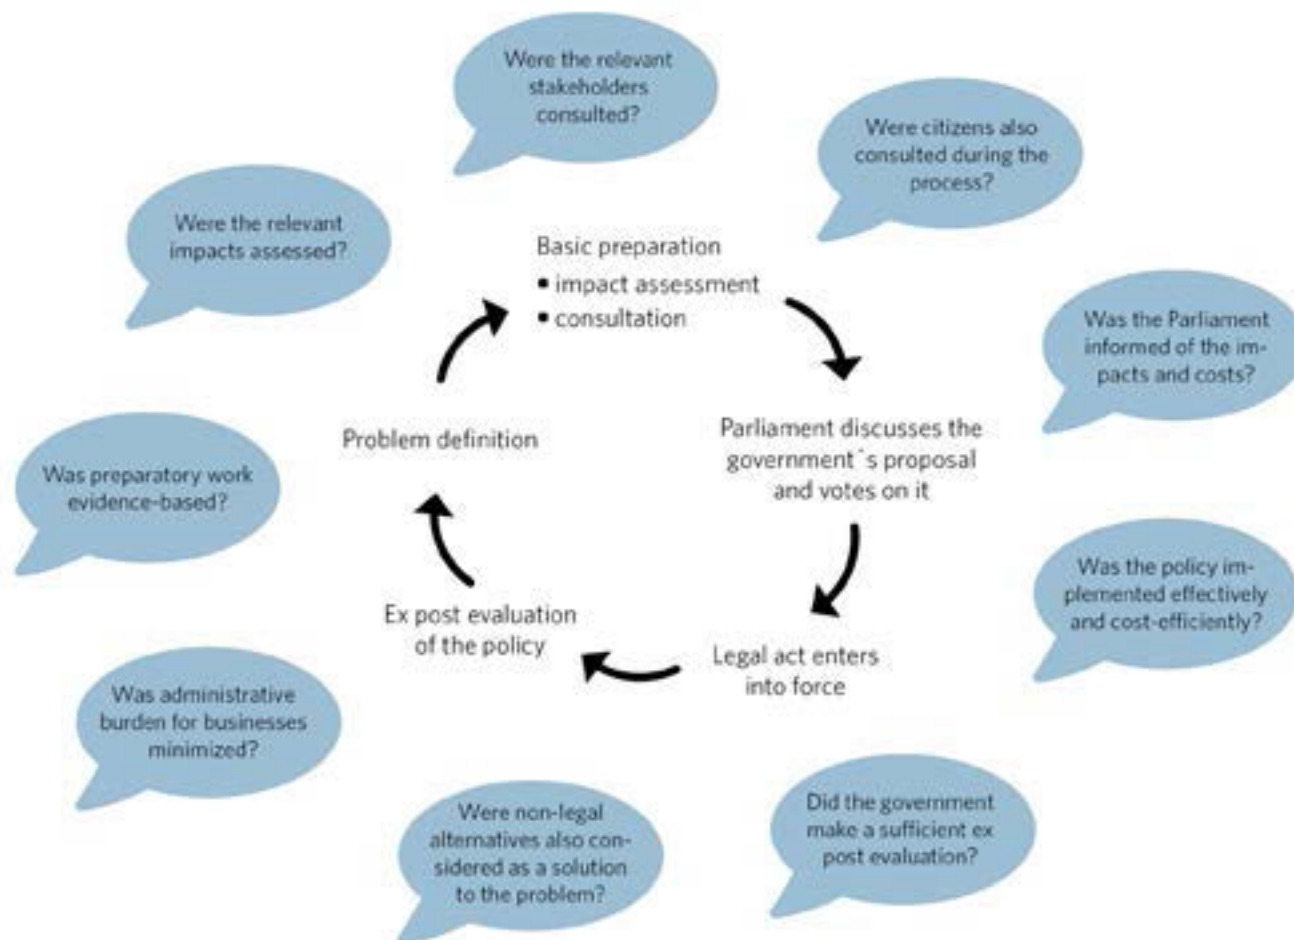 Were the relevant
stakeholders
consulted?
Were citizens also
consulted during the
process?
Were the relevant
impacts assessed?
Basic preparation
• impact assessment
• consultation
Was the Parliament
informed of the im-
pacts and costs?
Problem definition
Parliament discusses the
government´s proposal
and votes on it
Was preparatory work
evidence-based?
Was the policy im-
plemented effectively
and cost-efficiently?
Ex post evaluation
of the policy
Legal act enters
into force
Was administrative
burden for businesses
minimized?
Were non-legal
alternatives also con-
sidered as a solution
to the problem?
Did the government
make a sufficient ex
post evaluation?